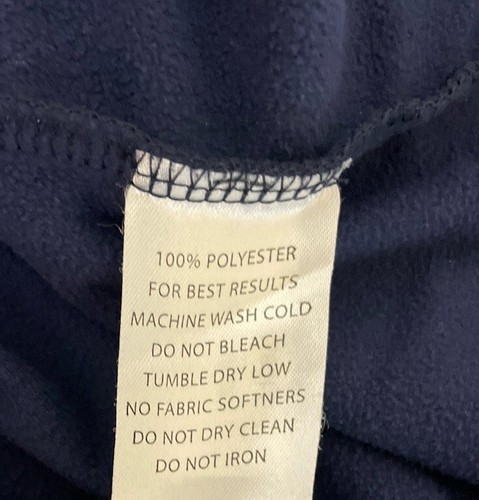 100% POLYESTER
FOR BEST RESULTS
MACHINE WASH COLD
DO NOT BLEACH
TUMBLE DRY LOW
NO FABRIC SOFTNERS
DO NOT DRY CLEAN
DO NOT IRON